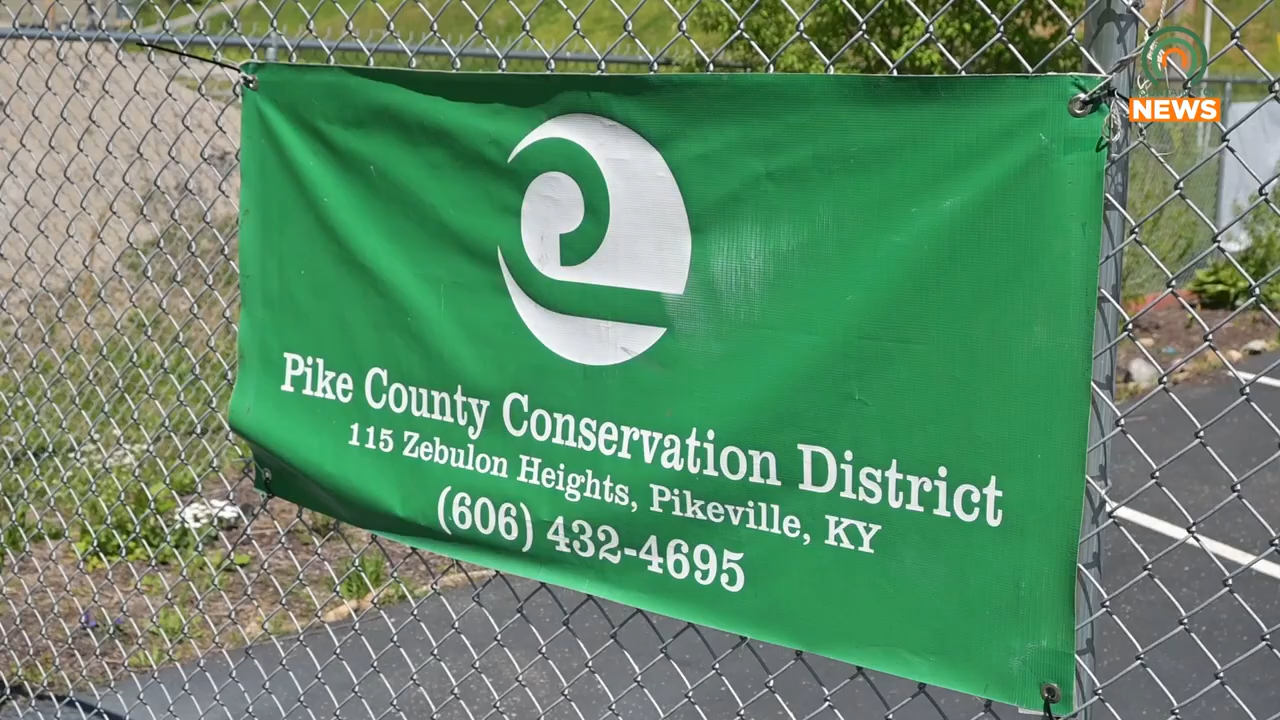 NEWS
Pike County Conservation District
115 Zebulon Heights, Pikeville, KY
(606) 432-4695